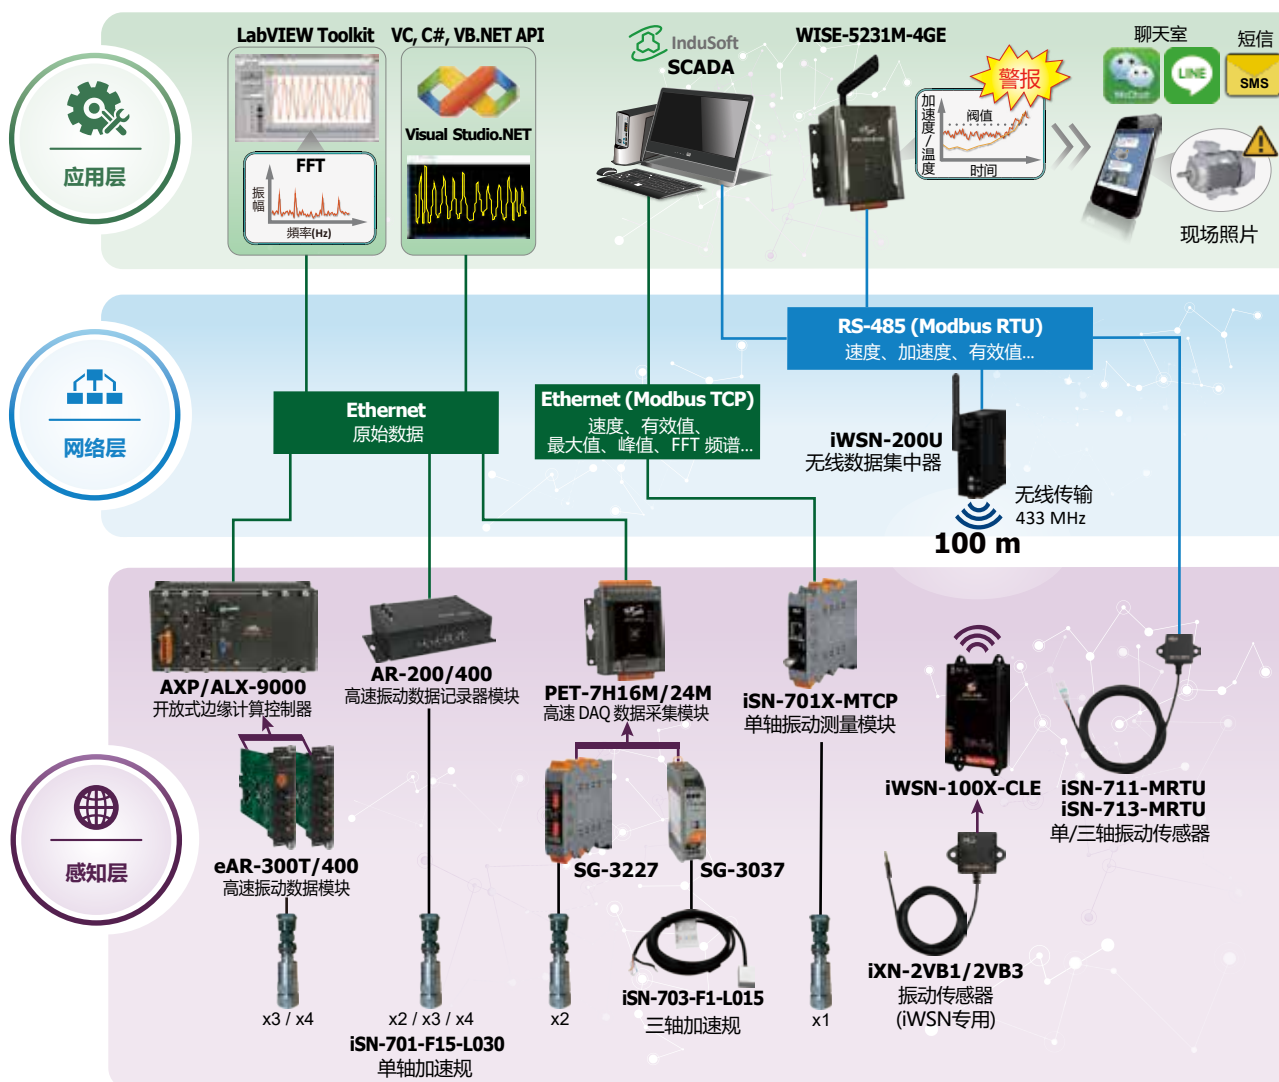 LabVIEW Toolkit
FFT
振幅
頻率(Hz)
VC, C#, VB.NET API
Visual Studio.NET
InduSoft
SCADA
WISE-5231M-4GE
警报
加速度/温度
阀值
时间
聊天室
WeChat
LINE
短信
SMS
现场照片
应用层
RS-485 (Modbus RTU)
速度、加速度、有效值...
Ethernet
原始数据
Ethernet (Modbus TCP)
速度、有效值、
最大值、峰值、FFT 频谱...
iWSN-200U
无线数据集中器
无线传输
433 MHz
100 m
网络层
AXP/ALX-9000
开放式边缘计算控制器
AR-200/400
高速振动数据记录器模块
PET-7H16M/24M
高速 DAQ 数据采集模块
iSN-701X-MTCP
单轴振动测量模块
iWSN-100X-CLE
iSN-711-MRTU
iSN-713-MRTU
单/三轴振动传感器
eAR-300T/400
高速振动数据模块
SG-3227
SG-3037
感知层
x3 / x4
x2 / x3 / x4
iSN-701-F15-L030
单轴加速规
x2
iSN-703-F1-L015
三轴加速规
x1
iXN-2VB1/2VB3
振动传感器
(iWSN专用)